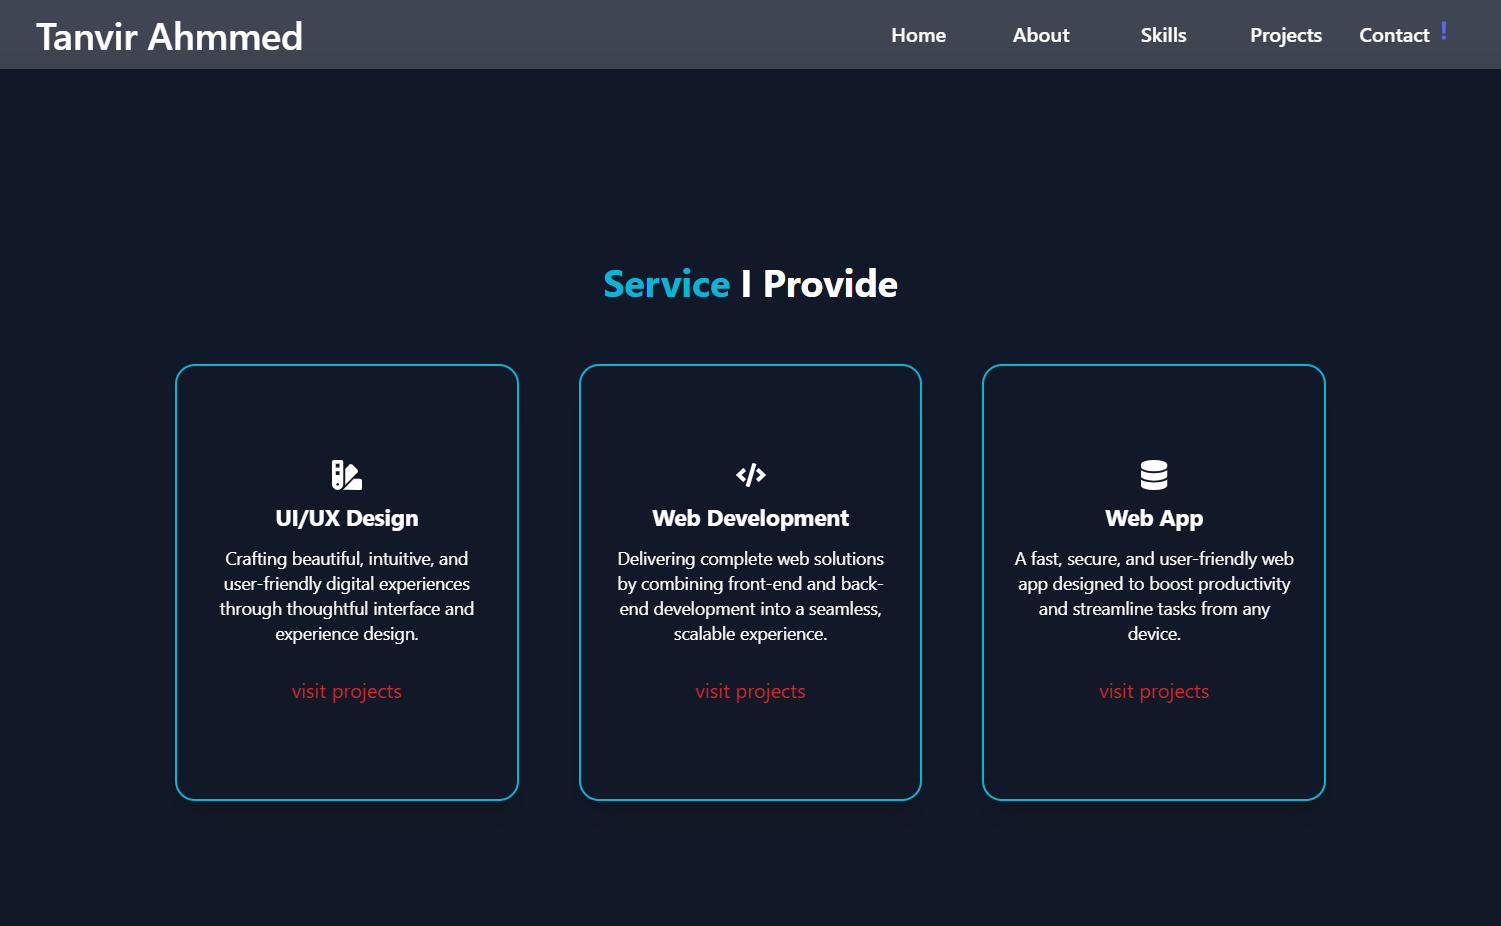 Tanvir Ahmmed
Home About Skills Projects Contact !
Service I Provide
UI/UX Design
Crafting beautiful, intuitive, and
user-friendly digital experiences
through thoughtful interface and
experience design.
visit projects
Web Development
Delivering complete web solutions
by combining front-end and back-
end development into a seamless,
scalable experience.
visit projects
Web App
A fast, secure, and user-friendly web
app designed to boost productivity
and streamline tasks from any
device.
visit projects